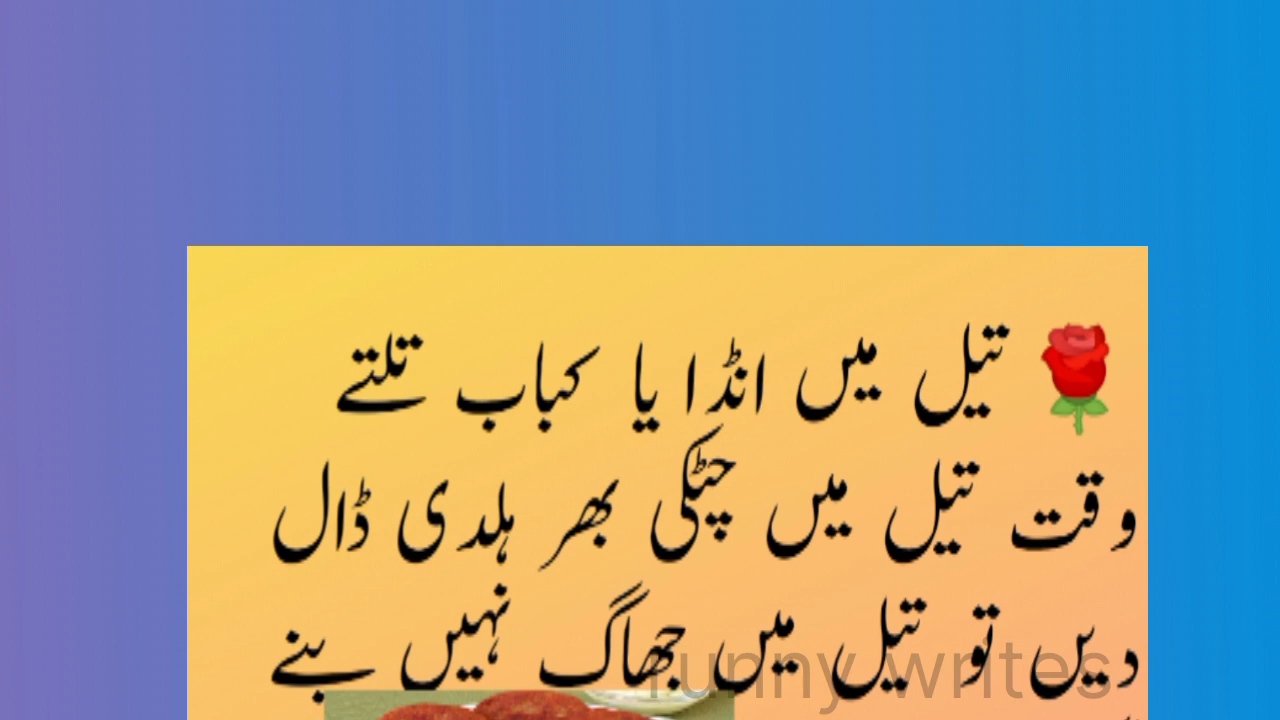 🌹 تیل میں انڈا یا کباب تلتے
وقت تیل میں چٹکی بھر ہلدی ڈال
دیں تو تیل میں جھاگ نہیں بنے
funny writes